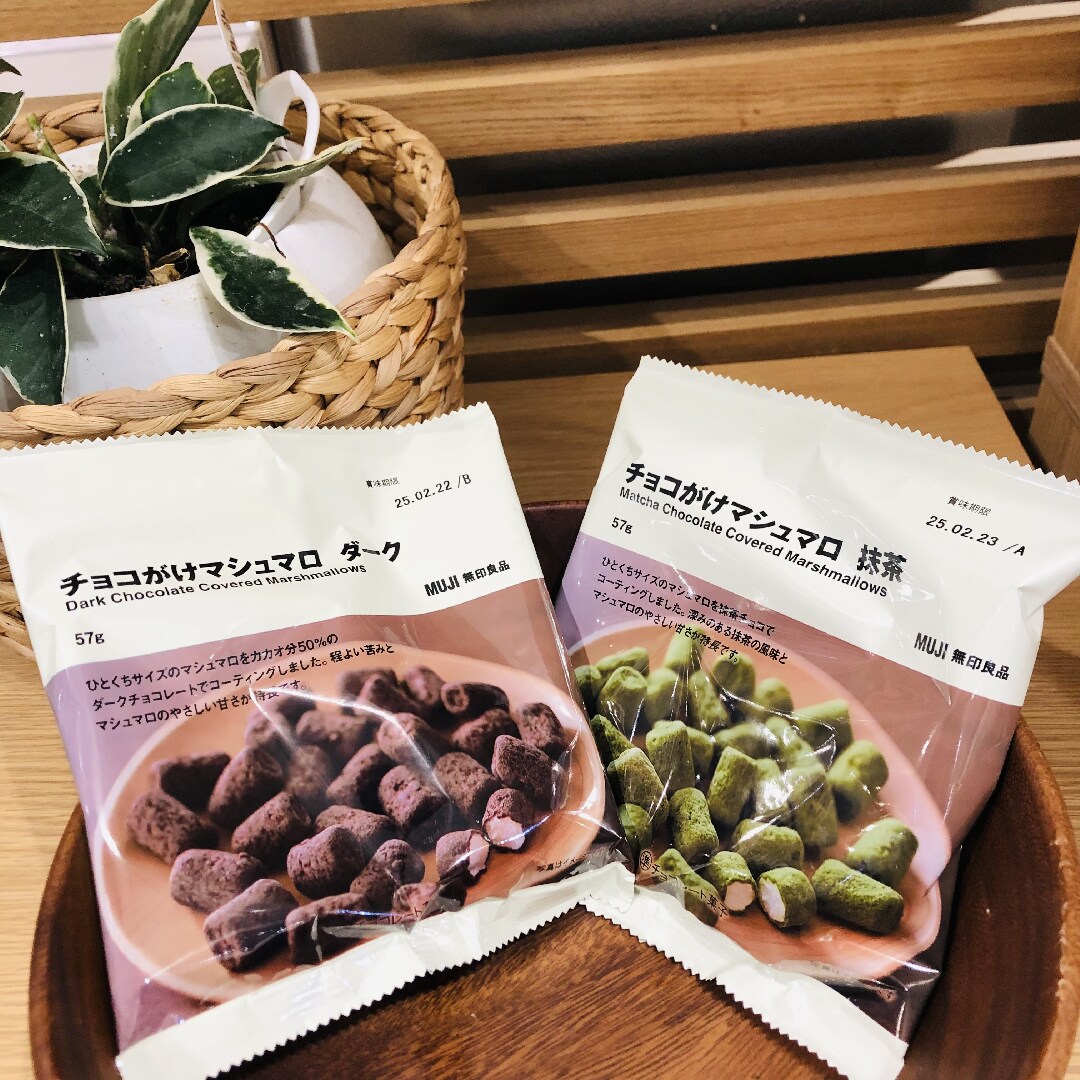 賞味期限
25.02.22 /B
チョコがけマシュマロ ダーク
Dark Chocolate Covered Marshmallows
MUJI 無印良品
57g
ひとくちサイズのマシュマロをカカオ分50%の
ダークチョコレートでコーティングしました。程よい苦みと
マシュマロのやさしい甘さが特長です。
賞味期限
25.02.23 /A
チョコがけマシュマロ 抹茶
Matcha Chocolate Covered Marshmallows
MUJI 無印良品
57g
ひとくちサイズのマシュマロを抹茶チョコで
コーティングしました。深みのある抹茶の風味と
マシュマロのやさしい甘さが特長です。
チョコレート菓子